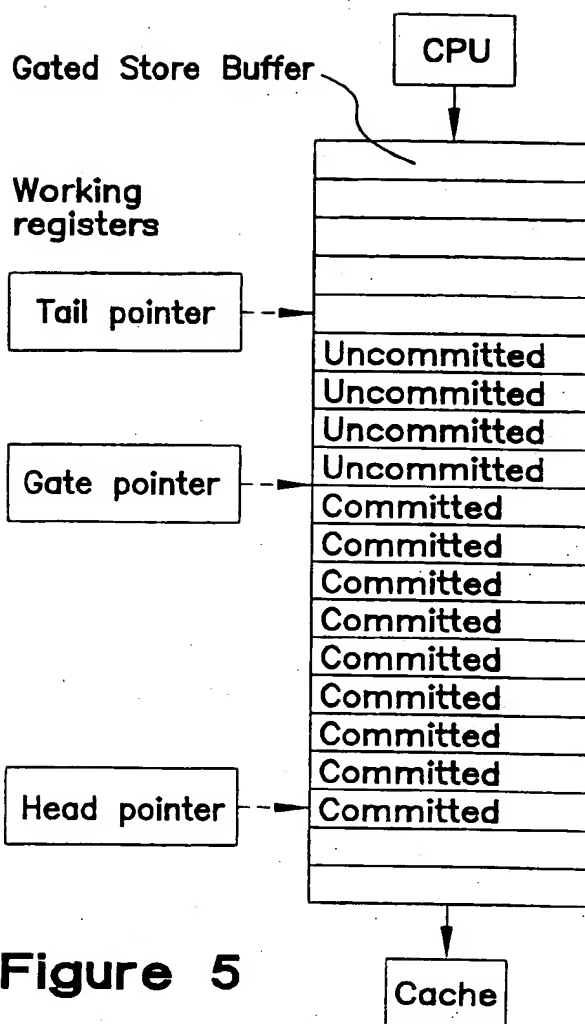 CPU
Gated Store Buffer
Working
registers
Tail pointer
Uncommitted
Uncommitted
Uncommitted
Uncommitted
Gate pointer
Committed
Committed
Committed
Committed
Committed
Committed
Committed
Committed
Head pointer
Committed
Figure 5
Cache